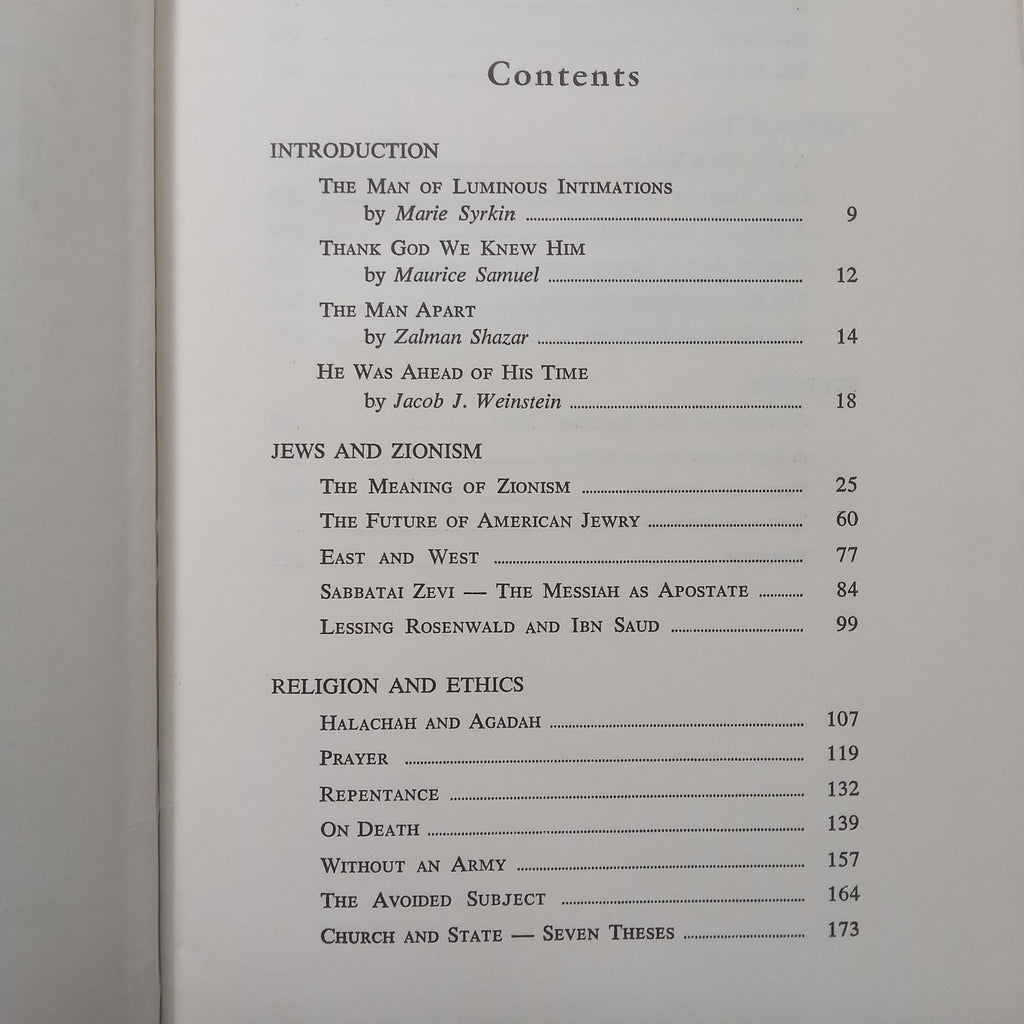 Contents
INTRODUCTION
The Man of Luminous Intimations
by Marie Syrkin ........ 9
Thank God We Knew Him
by Maurice Samuel ........ 12
The Man Apart
by Zalman Shazar ........ 14
He Was Ahead of His Time
by Jacob J. Weinstein ........ 18
JEWS AND ZIONISM
The Meaning of Zionism ........ 25
The Future of American Jewry ........ 60
East and West ........ 77
Sabbatai Zevi — The Messiah as Apostate ........ 84
Lessing Rosenwald and Ibn Saud ........ 99
RELIGION AND ETHICS
Halachah and Agadah ........ 107
Prayer ........ 119
Repentance ........ 132
On Death ........ 139
Without an Army ........ 157
The Avoided Subject ........ 164
Church and State — Seven Theses ........ 173